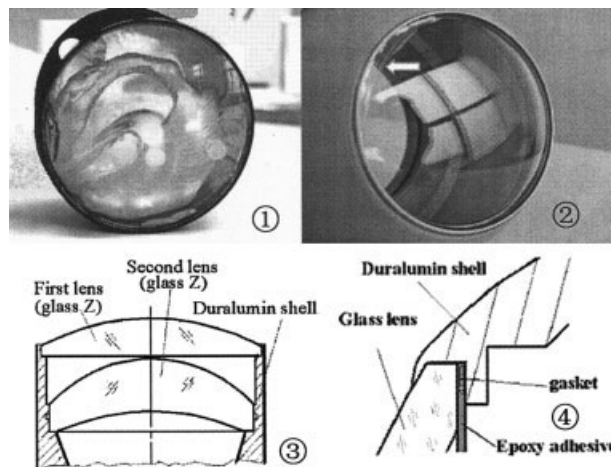 ①
②
Second lens
(glass Z)
First lens
(glass Z)
Duralumin shell
③
Duralumin shell
Glass lens
gasket
④
Epoxy adhesive